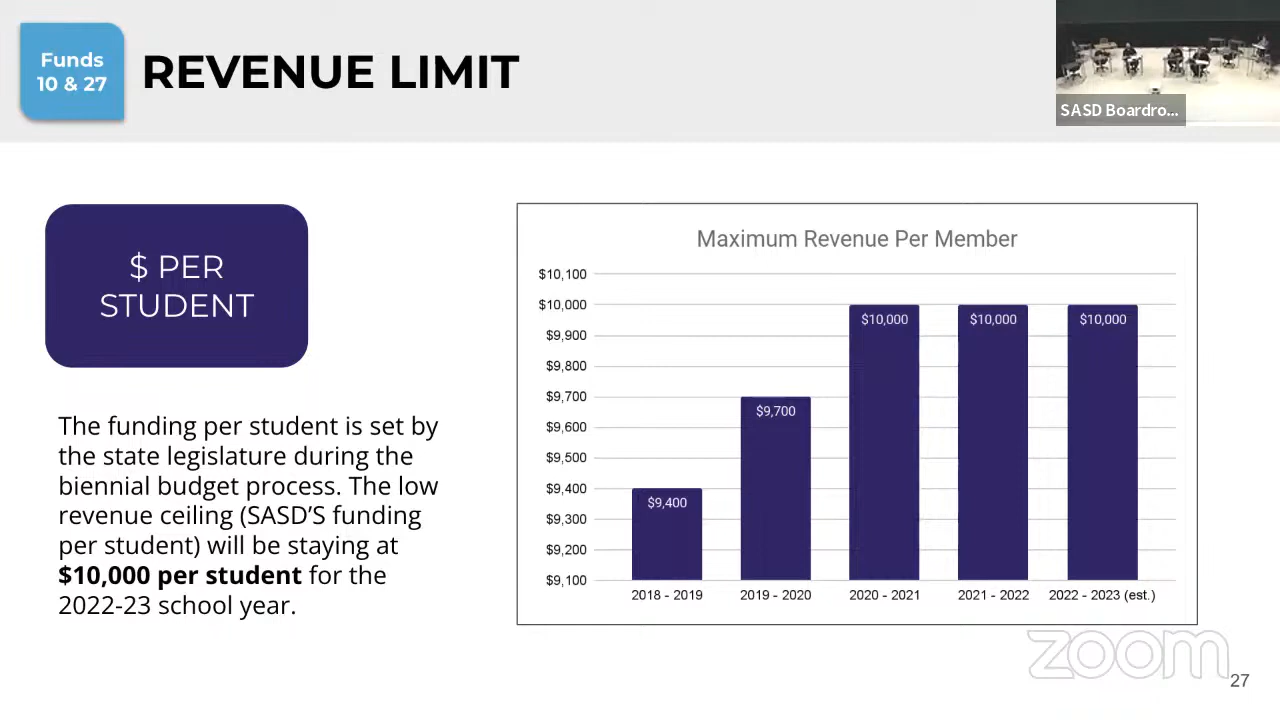 Funds
10 & 27
REVENUE LIMIT
SASD Boardro...
$ PER
STUDENT
The funding per student is set by
the state legislature during the
biennial budget process. The low
revenue ceiling (SASD’S funding
per student) will be staying at
$10,000 per student for the
2022-23 school year.
Maximum Revenue Per Member
$10,100
$10,000
$9,900
$9,800
$9,700
$9,600
$9,500
$9,400
$9,300
$9,200
$9,100
$9,400
$9,700
$10,000
$10,000
$10,000
2018 - 2019
2019 - 2020
2020 - 2021
2021 - 2022
2022 - 2023 (est.)
zoom
27